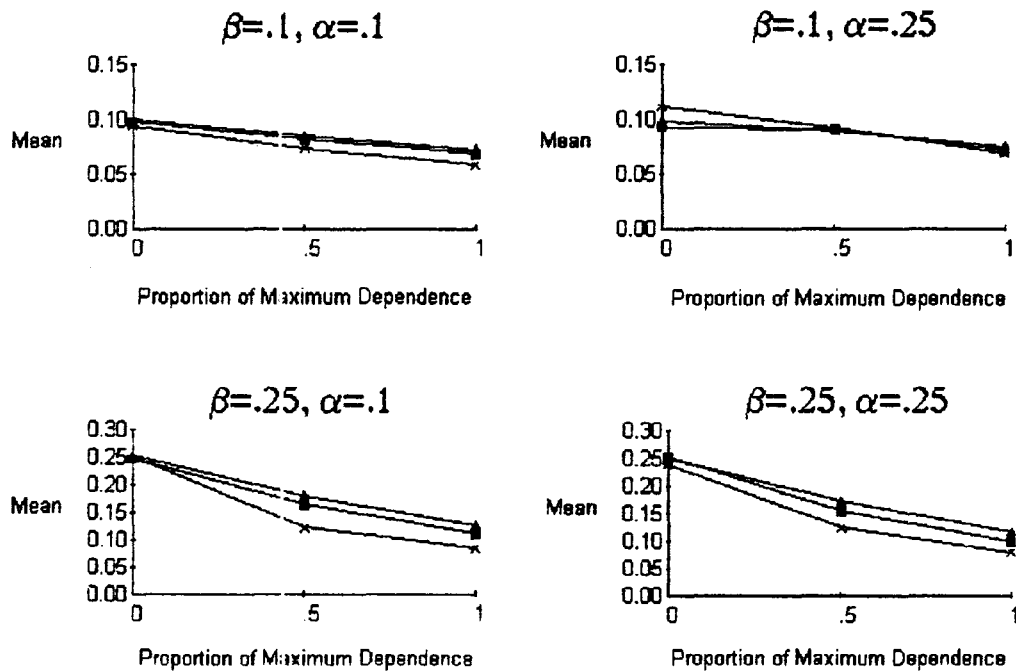 β=.1, α=.1
0.15
0.10
Mean
0.05
0.00
0 .5 1
Proportion of Maximum Dependence
β=.1, α=.25
0.15
0.10
Mean
0.05
0.00
0 .5 1
Proportion of Maximum Dependence
β=.25, α=.1
0.30
0.25
0.20
Mean
0.15
0.10
0.05
0.00
0 .5 1
Proportion of Maximum Dependence
β=.25, α=.25
0.30
0.25
0.20
Mean
0.15
0.10
0.05
0.00
0 .5 1
Proportion of Maximum Dependence